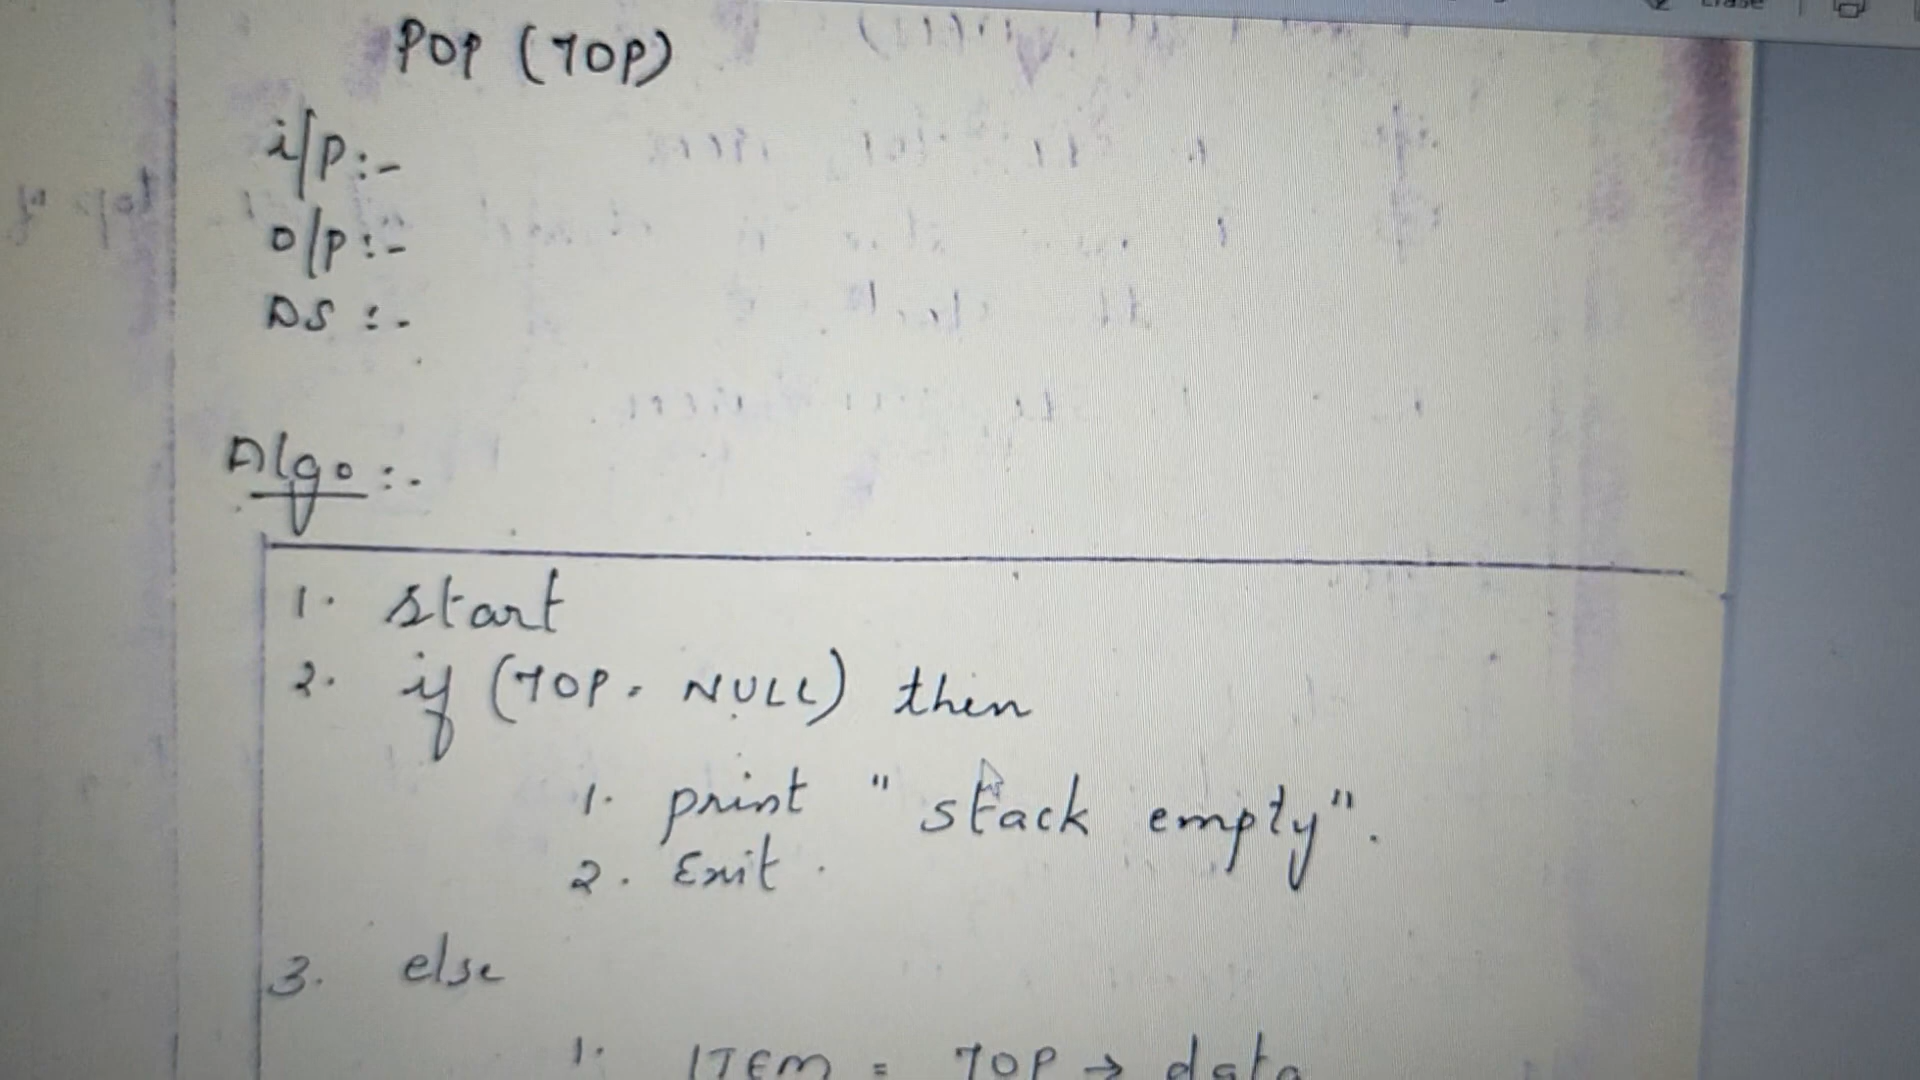 POP (TOP)
i/p:-
o/p:-
DS :-
Algo :-
1. start
2. if (TOP = NULL) then
1. print "stack empty".
2. Exit.
3. else
1. ITEM = TOP → data